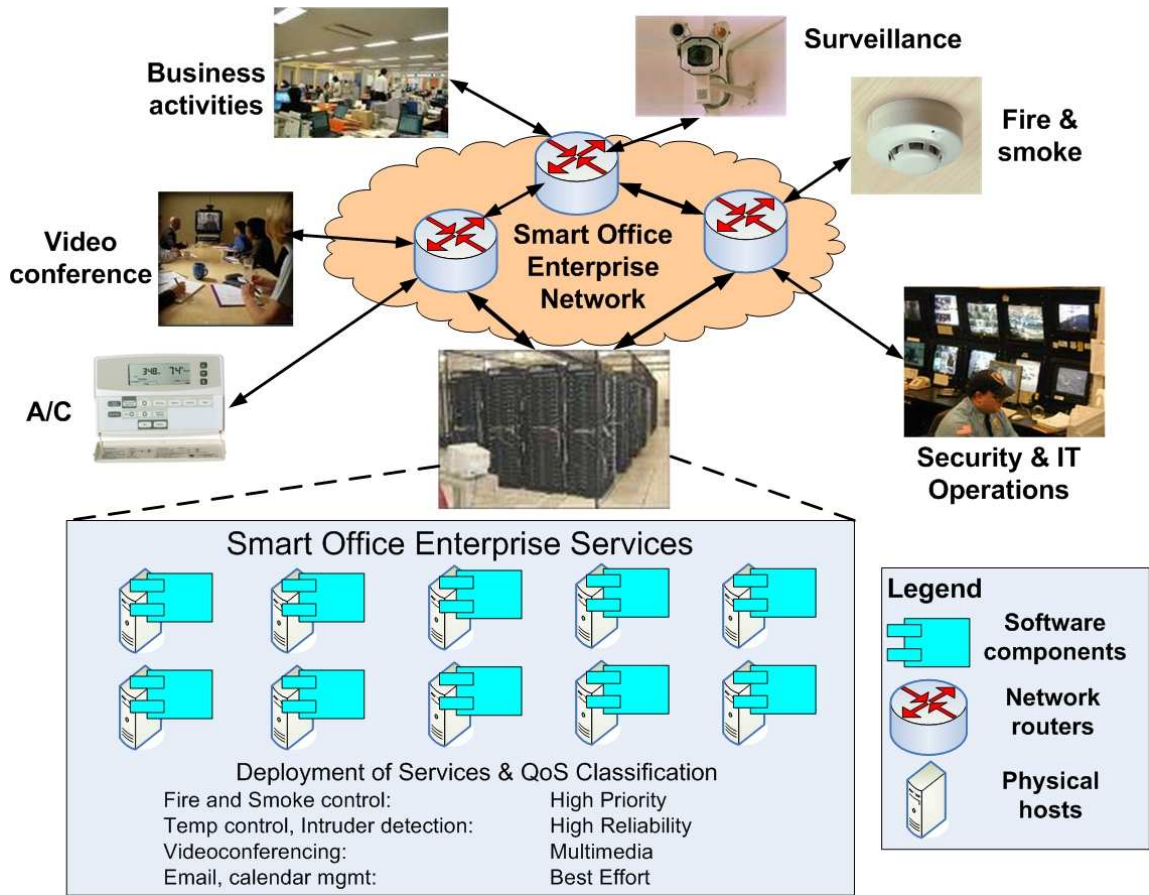 Business
activities
Surveillance
Fire &
smoke
Video
conference
Smart Office
Enterprise
Network
A/C
Security & IT
Operations
Smart Office Enterprise Services
Deployment of Services & QoS Classification
Fire and Smoke control: High Priority
Temp control, Intruder detection: High Reliability
Videoconferencing: Multimedia
Email, calendar mgmt: Best Effort
Legend
Software
components
Network
routers
Physical
hosts